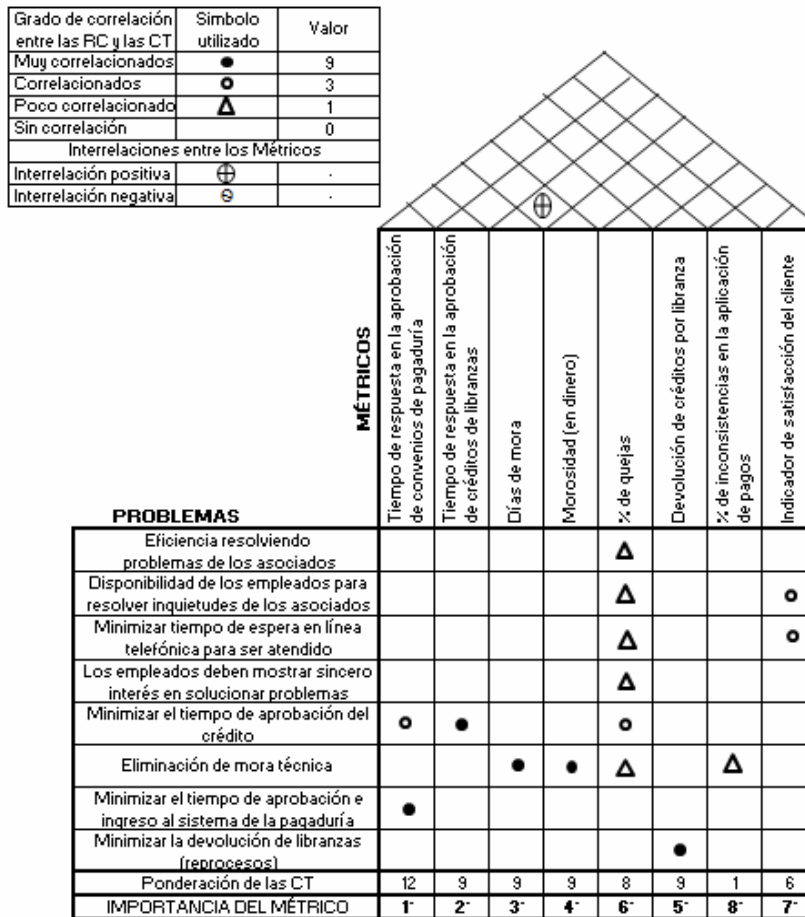 Grado de correlación
entre las RC y las CT
Simbolo
utilizado
Valor
Muy correlacionados ● 9
Correlacionados o 3
Poco correlacionado Δ 1
Sin correlación 0
Interrelaciones entre los Métricos
Interrelación positiva ⊕ .
Interrelación negativa ⊖ .
MÉTRICOS
Tiempo de respuesta en la aprobación
de convenios de pagaduría
Tiempo de respuesta en la aprobación
de créditos de libranzas
Días de mora
Morosidad (en dinero)
% de quejas
Devolución de créditos por libranza
% de inconsistencias en la aplicación
de pagos
Indicador de satisfacción del cliente
PROBLEMAS
Eficiencia resolviendo
problemas de los asociados
Disponibilidad de los empleados para
resolver inquietudes de los asociados
Minimizar tiempo de espera en línea
telefónica para ser atendido
Los empleados deben mostrar sincero
interés en solucionar problemas
Minimizar el tiempo de aprobación del
crédito
Eliminación de mora técnica
Minimizar el tiempo de aprobación e
ingreso al sistema de la pagaduría
Minimizar la devolución de libranzas
(reprocesos)
Ponderación de las CT 12 9 9 9 8 9 1 6
IMPORTANCIA DEL MÉTRICO 1- 2- 3- 4- 6- 5- 8- 7-